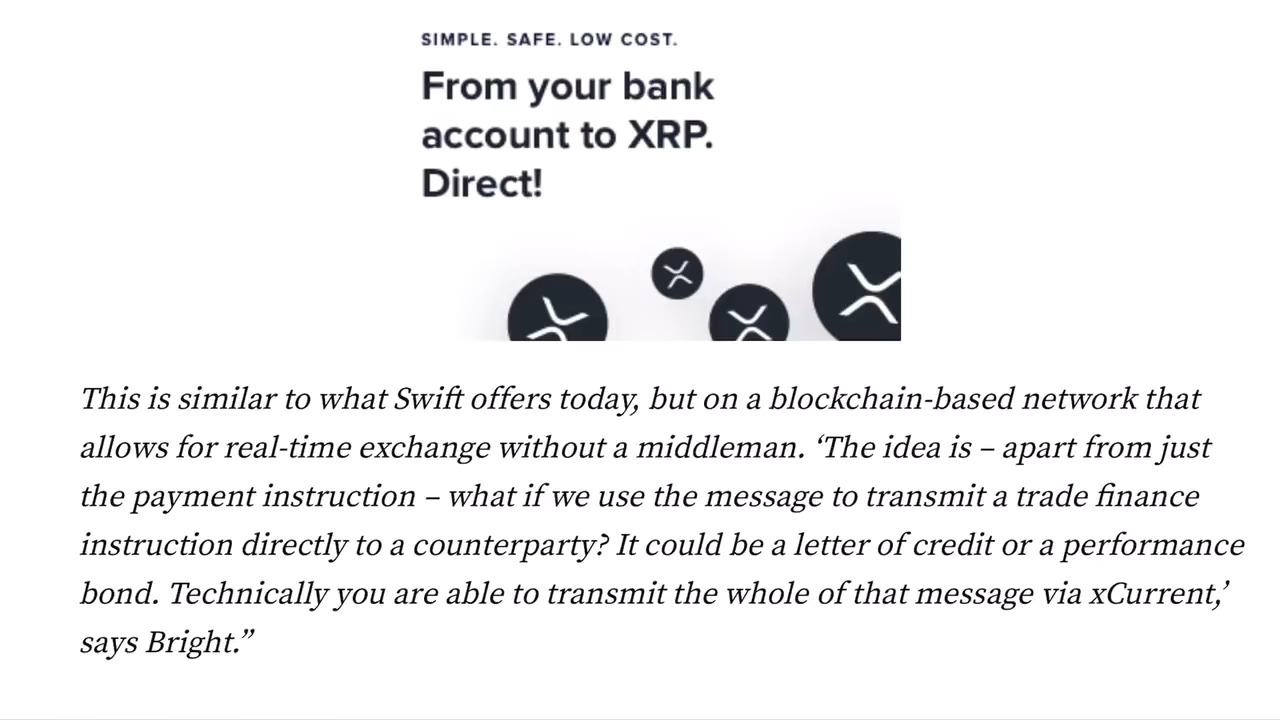 SIMPLE. SAFE. LOW COST.
From your bank
account to XRP.
Direct!
This is similar to what Swift offers today, but on a blockchain-based network that
allows for real-time exchange without a middleman. ‘The idea is – apart from just
the payment instruction – what if we use the message to transmit a trade finance
instruction directly to a counterparty? It could be a letter of credit or a performance
bond. Technically you are able to transmit the whole of that message via xCurrent,’
says Bright.”